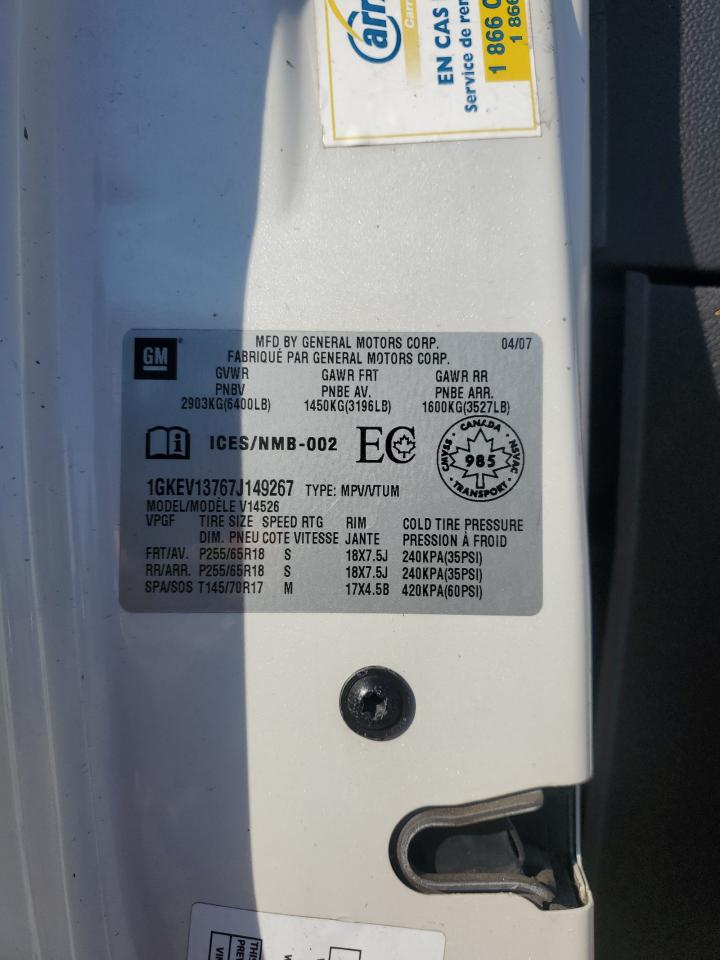 EN CAS
Service de
1 866
1 866
GM
MFD BY GENERAL MOTORS CORP. 04/07
FABRIQUÉ PAR GENERAL MOTORS CORP.
GVWR GAWR FRT GAWR RR
PNBV PNBE AV. PNBE ARR.
2903KG(6400LB) 1450KG(3196LB) 1600KG(3527LB)
i ICES/NMB-002 EC
CANADA
CMVSS 985 NSVAC
TRANSPORT
1GKEV13767J149267 TYPE: MPV/VTUM
MODEL/MODÈLE V14526
VPGF TIRE SIZE SPEED RTG RIM COLD TIRE PRESSURE
DIM. PNEU COTE VITESSE JANTE PRESSION À FROID
FRT/AV. P255/65R18 S 18X7.5J 240KPA(35PSI)
RR/ARR. P255/65R18 S 18X7.5J 240KPA(35PSI)
SPA/SOS T145/70R17 M 17X4.5B 420KPA(60PSI)